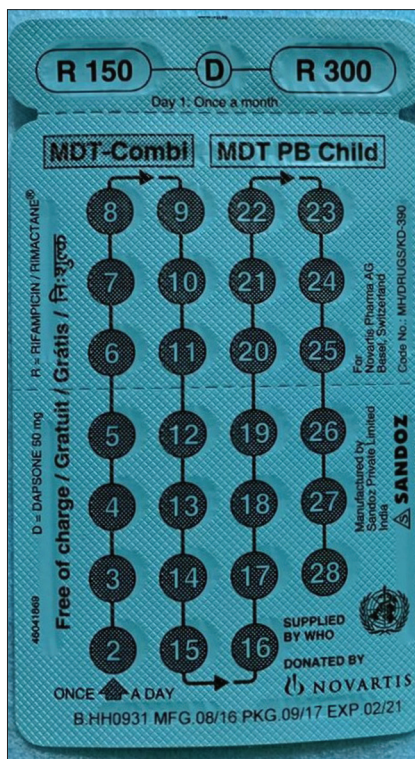 R 150 D R 300
Day 1: Once a month
MDT-Combi MDT PB Child
8 9 22 23
7 10 21 24
6 11 20 25
5 12 19 26
4 13 18 27
3 14 17 28
2 15 16
ONCE A DAY
R = RIFAMPICIN / RIMACTANE®
D = DAPSONE 50 mg
46041869
Free of charge / Gratuit / Grátis / नि:शुल्क
For
Novartis Pharma AG
Basel, Switzerland
Code No.: MH/DRUGS/KD-390
Manufactured by
Sandoz Private Limited
India
SANDOZ
SUPPLIED
BY WHO
DONATED BY
NOVARTIS
B.HH0931 MFG.08/16 PKG.09/17 EXP.02/21